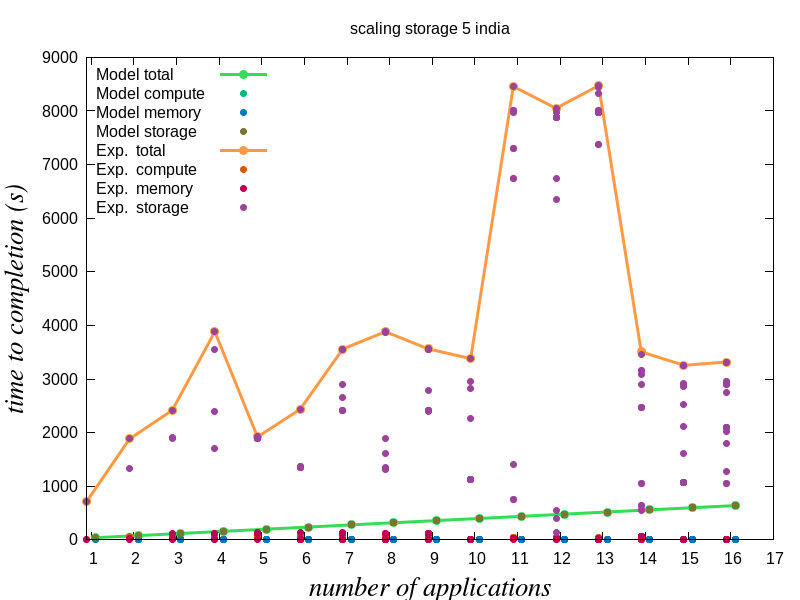 scaling storage 5 india
9000
8000
7000
6000
5000
4000
3000
2000
1000
0
time to completion (s)
Model total
Model compute
Model memory
Model storage
Exp. total
Exp. compute
Exp. memory
Exp. storage
1 2 3 4 5 6 7 8 9 10 11 12 13 14 15 16 17
number of applications